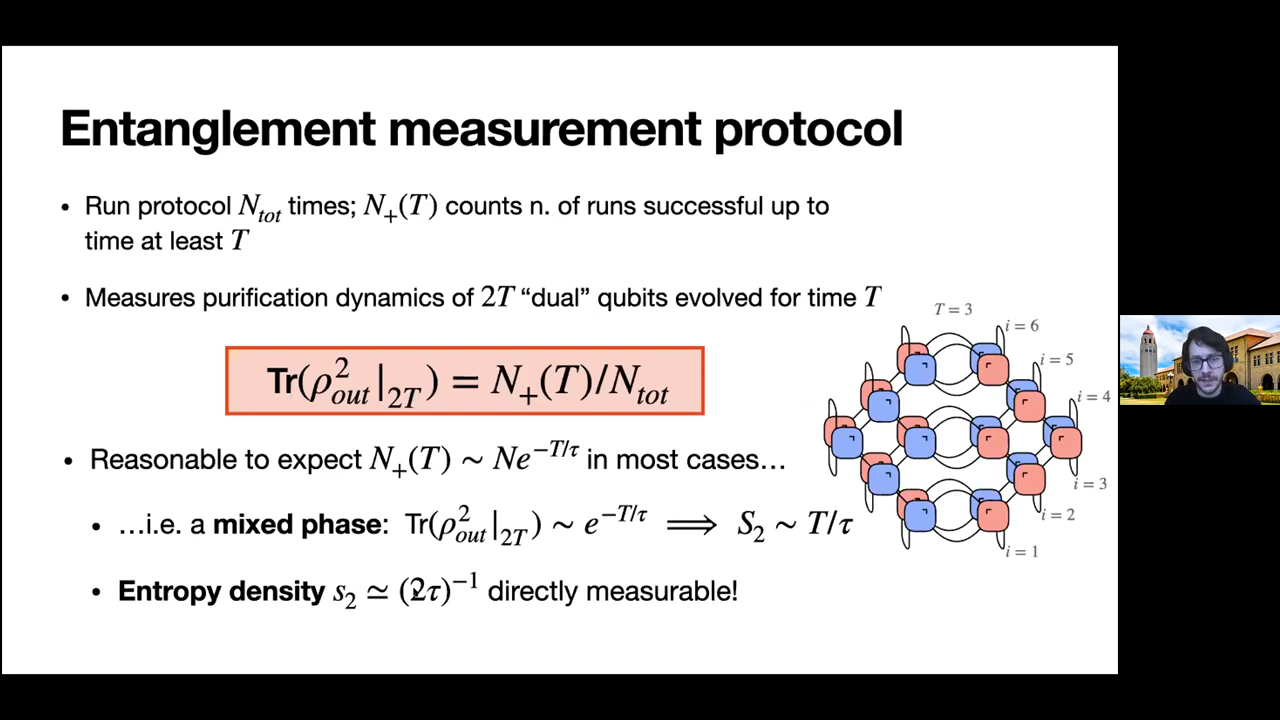 Entanglement measurement protocol
• Run protocol N_tot times; N_+(T) counts n. of runs successful up to
time at least T
• Measures purification dynamics of 2T “dual” qubits evolved for time T
Tr(ρ²_out|_2T) = N_+(T)/N_tot
• Reasonable to expect N_+(T) ~ Ne^−T/τ in most cases…
• …i.e. a mixed phase: Tr(ρ²_out|_2T) ~ e^−T/τ ⟹ S_2 ~ T/τ
• Entropy density s_2 ≃ (2τ)^−1 directly measurable!
T = 3
i = 6
i = 5
i = 4
i = 3
i = 2
i = 1